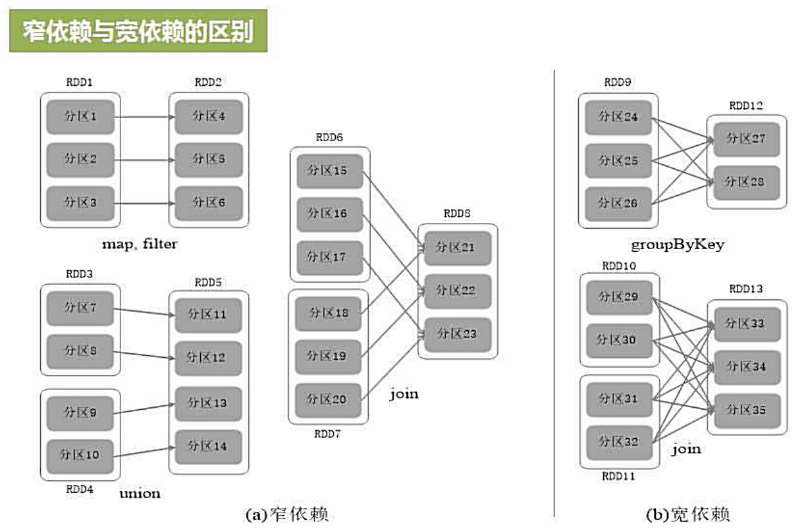 窄依赖与宽依赖的区别
RDD1
分区1
分区2
分区3
RDD2
分区4
分区5
分区6
map, filter
RDD3
分区7
分区8
分区9
分区10
RDD4
RDD5
分区11
分区12
分区13
分区14
union
RDD6
分区15
分区16
分区17
分区18
分区19
分区20
RDD7
RDD8
分区21
分区22
分区23
join
(a)窄依赖
RDD9
分区24
分区25
分区26
RDD12
分区27
分区28
groupByKey
RDD10
分区29
分区30
分区31
分区32
RDD11
RDD13
分区33
分区34
分区35
join
(b)宽依赖